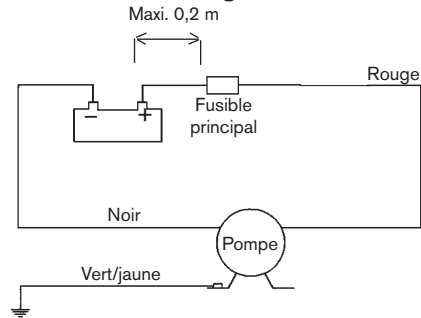 Maxi. 0,2 m
Rouge
Fusible
principal
– +
Noir
Pompe
Vert/jaune